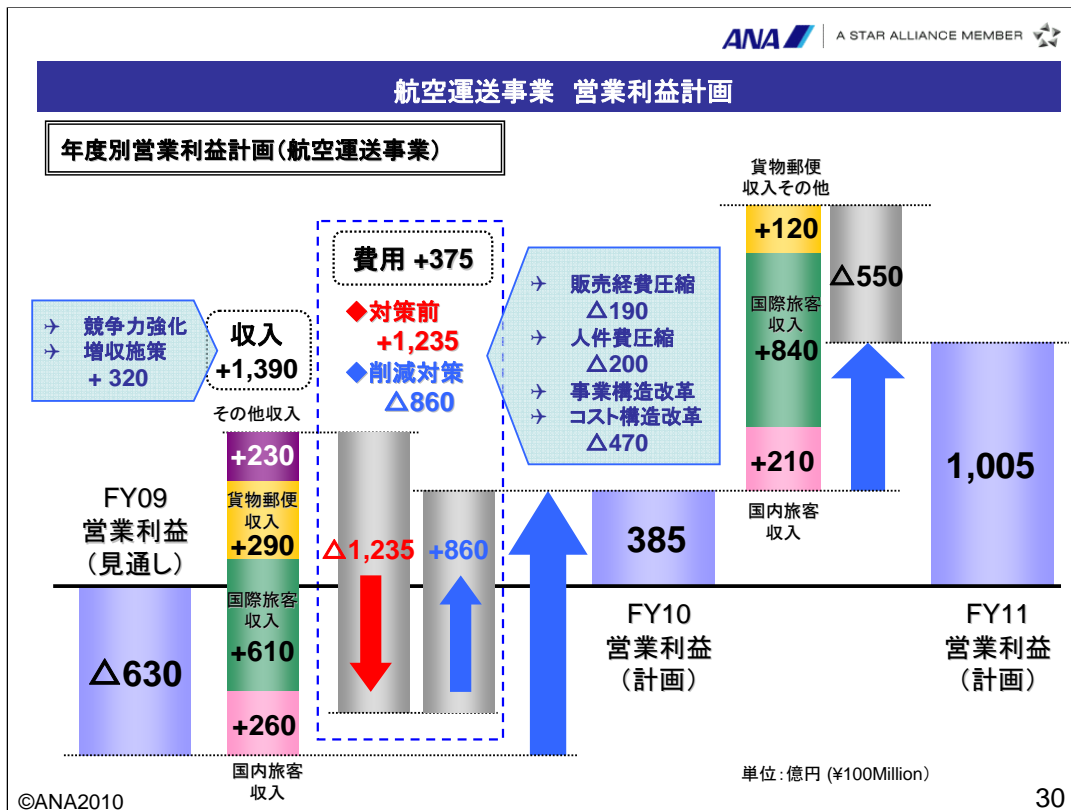 ANA
A STAR ALLIANCE MEMBER
航空運送事業　営業利益計画
年度別営業利益計画（航空運送事業）
競争力強化
増収施策
+ 320
収入
+1,390
その他収入
+230
貨物郵便
収入
+290
国際旅客
収入
+610
+260
国内旅客
収入
FY09
営業利益
（見通し）
△630
費用 +375
◆対策前
+1,235
◆削減対策
△860
△1,235
+860
販売経費圧縮
△190
人件費圧縮
△200
事業構造改革
コスト構造改革
△470
385
FY10
営業利益
（計画）
貨物郵便
収入その他
+120
国際旅客
収入
+840
+210
国内旅客
収入
△550
1,005
FY11
営業利益
（計画）
単位：億円 (¥100Million）
©ANA2010
30